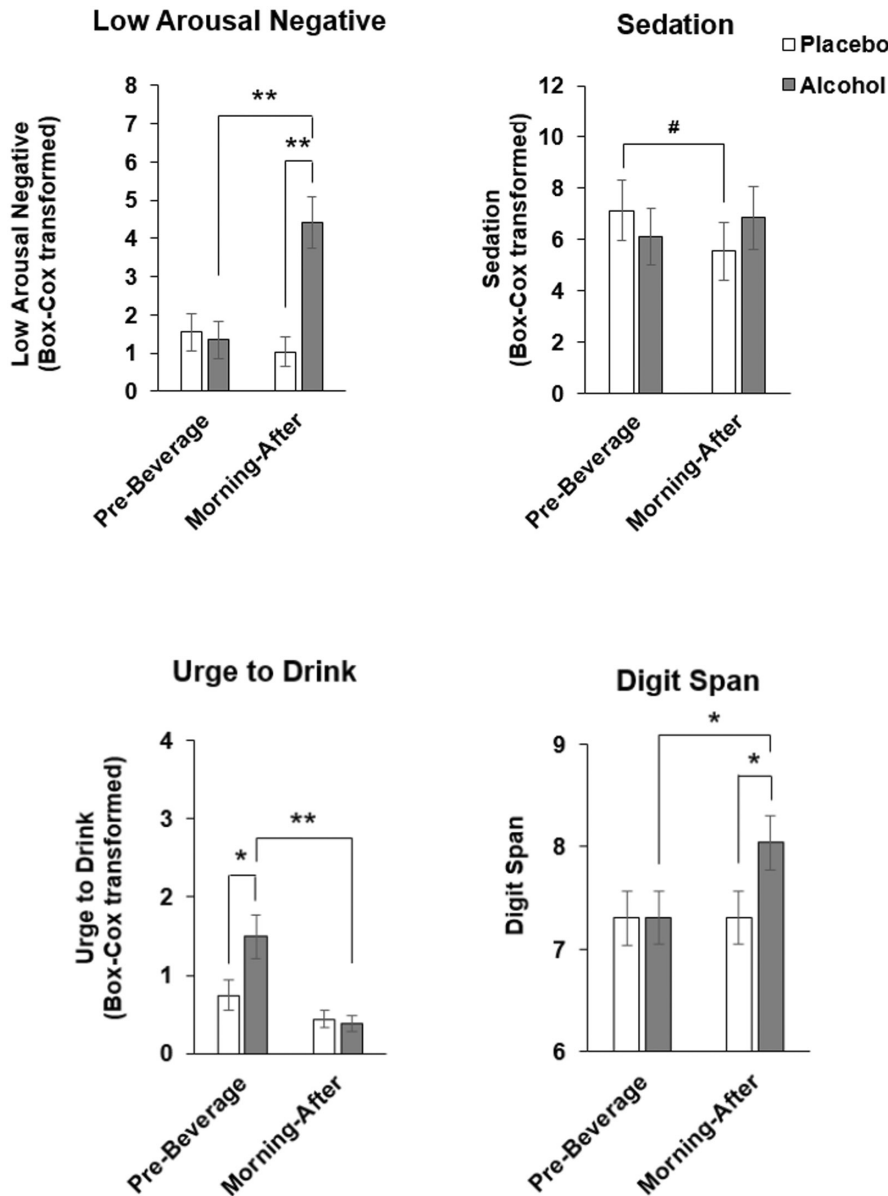 Low Arousal Negative
Low Arousal Negative
(Box-Cox transformed)
8
7
6
5
4
3
2
1
0
**
**
Pre-Beverage
Morning-After
Sedation
Placebo
Alcohol
Sedation
(Box-Cox transformed)
12
10
8
6
4
2
0
#
Pre-Beverage
Morning-After
Urge to Drink
Urge to Drink
(Box-Cox transformed)
4
3
2
1
0
*
**
Pre-Beverage
Morning-After
Digit Span
Digit Span
9
8
7
6
*
*
Pre-Beverage
Morning-After